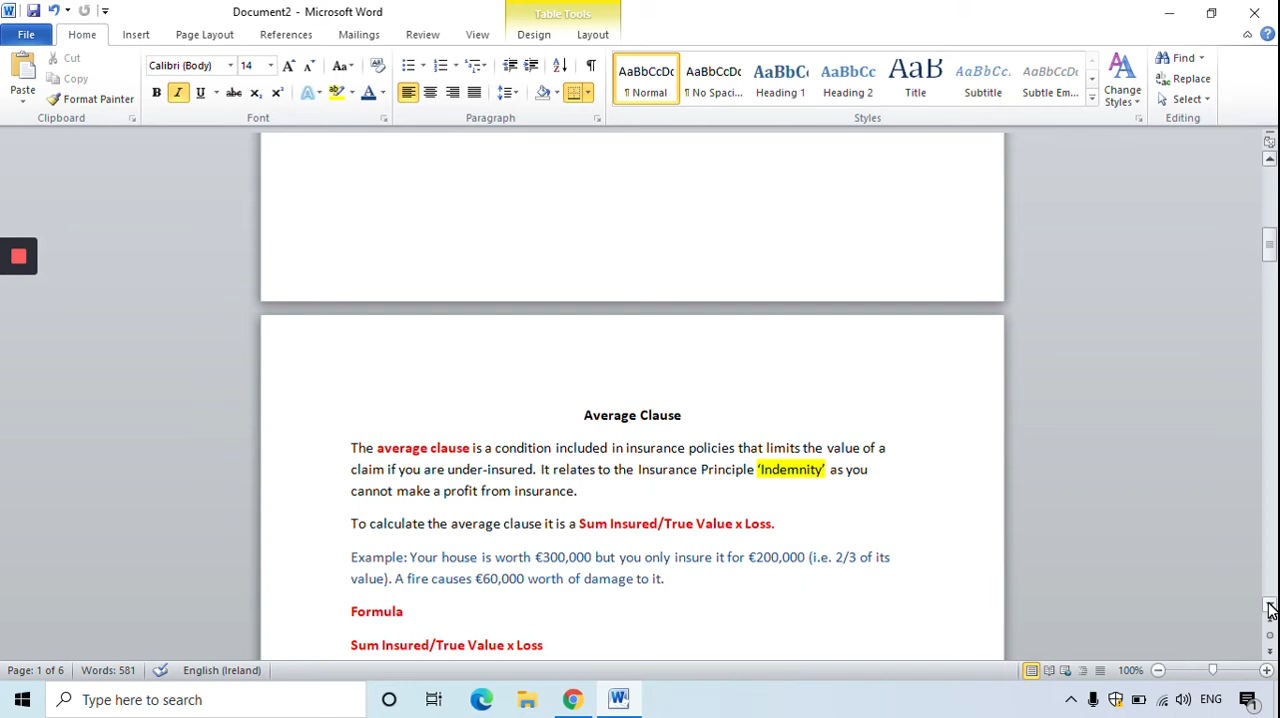 Document2 - Microsoft Word
Table Tools
File
Home
Insert
Page Layout
References
Mailings
Review
View
Design
Layout
Paste
Cut
Copy
Format Painter
Clipboard
Calibri (Body)
14
Font
Paragraph
AaBbCcDc
¶ Normal
AaBbCcDc
¶ No Spaci...
AaBbC
Heading 1
AaBbCc
Heading 2
AaB
Title
AaBbCc.
Subtitle
AaBbCcDc
Subtle Em...
Change
Styles
Styles
Find
Replace
Select
Editing
Average Clause
The average clause is a condition included in insurance policies that limits the value of a
claim if you are under-insured. It relates to the Insurance Principle ‘Indemnity’ as you
cannot make a profit from insurance.
To calculate the average clause it is a Sum Insured/True Value x Loss.
Example: Your house is worth €300,000 but you only insure it for €200,000 (i.e. 2/3 of its
value). A fire causes €60,000 worth of damage to it.
Formula
Sum Insured/True Value x Loss
Page: 1 of 6
Words: 581
English (Ireland)
100%
Type here to search
ENG
1